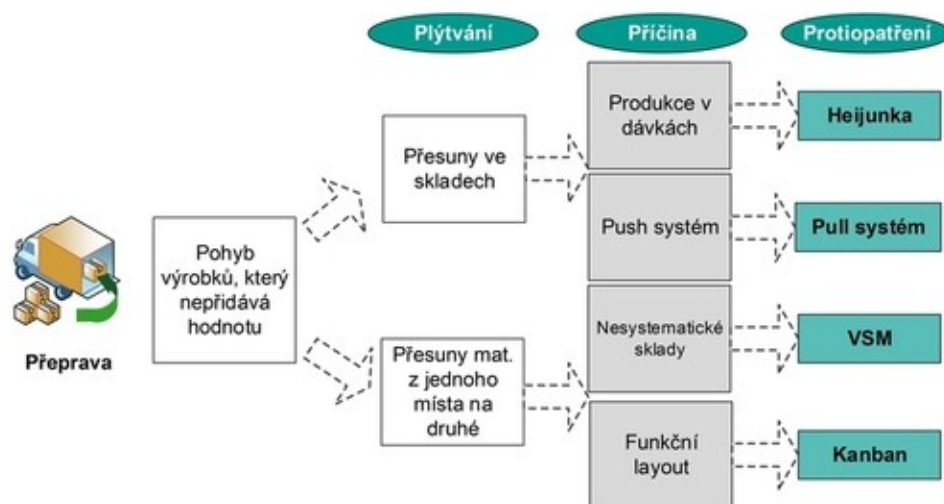 Plýtvání
Příčina
Protiopatření
Přeprava
Pohyb
výrobků, který
nepřidává
hodnotu
Přesuny ve
skladech
Přesuny mat.
z jednoho
místa na
druhé
Produkce v
dávkách
Push systém
Nesystematické
sklady
Funkční
layout
Heijunka
Pull systém
VSM
Kanban